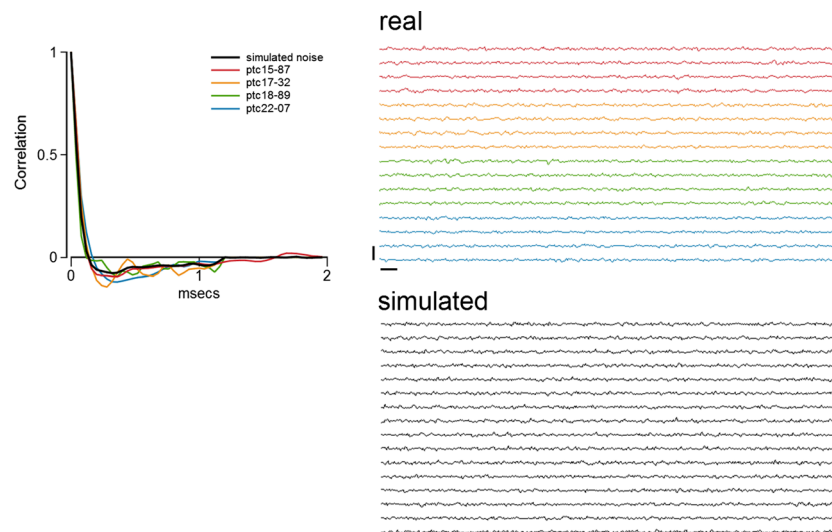 real
1
simulated noise
ptc15-87
ptc17-32
ptc18-89
ptc22-07
Correlation
0.5
0
0
1
2
msecs
simulated